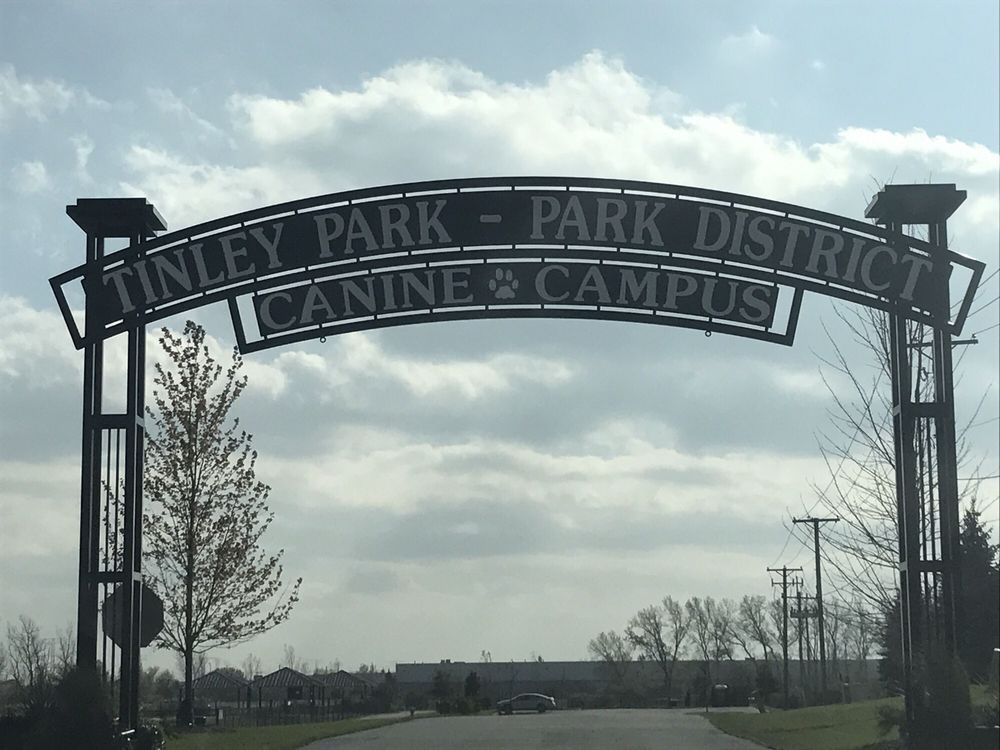 TINLEY PARK - PARK DISTRICT
CANINE CAMPUS